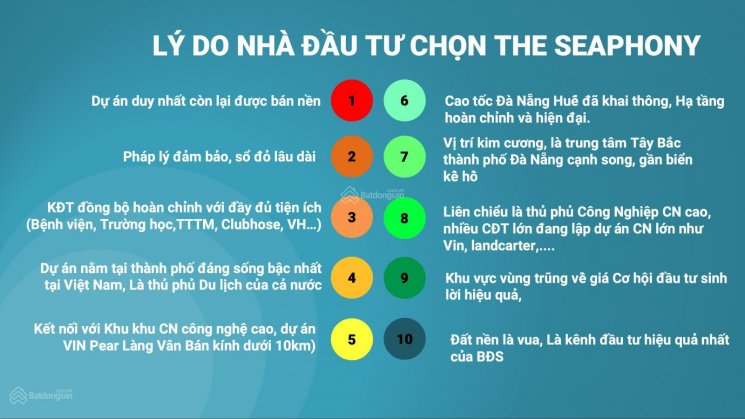 LÝ DO NHÀ ĐẦU TƯ CHỌN THE SEAPHONY
Dự án duy nhất còn lại được bán nền
1
Pháp lý đảm bảo, sổ đỏ lâu dài
2
KĐT đồng bộ hoàn chỉnh với đầy đủ tiện ích
(Bệnh viện, Trường học,TTTM, Clubhose, VH...)
3
Dự án nằm tại thành phố đáng sống bậc nhất
tại Việt Nam, Là thủ phủ Du lịch của cả nước
4
Kết nối với Khu khu CN công nghệ cao, dự án
VIN Pear Làng Vân Bán kính dưới 10km)
5
6
Cao tốc Đà Nẵng Huế đã khai thông, Hạ tầng
hoàn chỉnh và hiện đại.
7
Vị trí kim cương, là trung tâm Tây Bắc
thành phố Đà Nẵng cạnh song, gần biển
kề hồ
8
Liên chiểu là thủ phủ Công Nghiệp CN cao,
nhiều CĐT lớn đang lập dự án CN lớn như
Vin, landcarter,....
9
Khu vực vùng trũng về giá Cơ hội đầu tư sinh
lời hiệu quả,
10
Đất nền là vua, Là kênh đầu tư hiệu quả nhất
của BĐS
Batdongsan
.com.vn
Batdongsan
.com.vn
Batdongsan
.com.vn